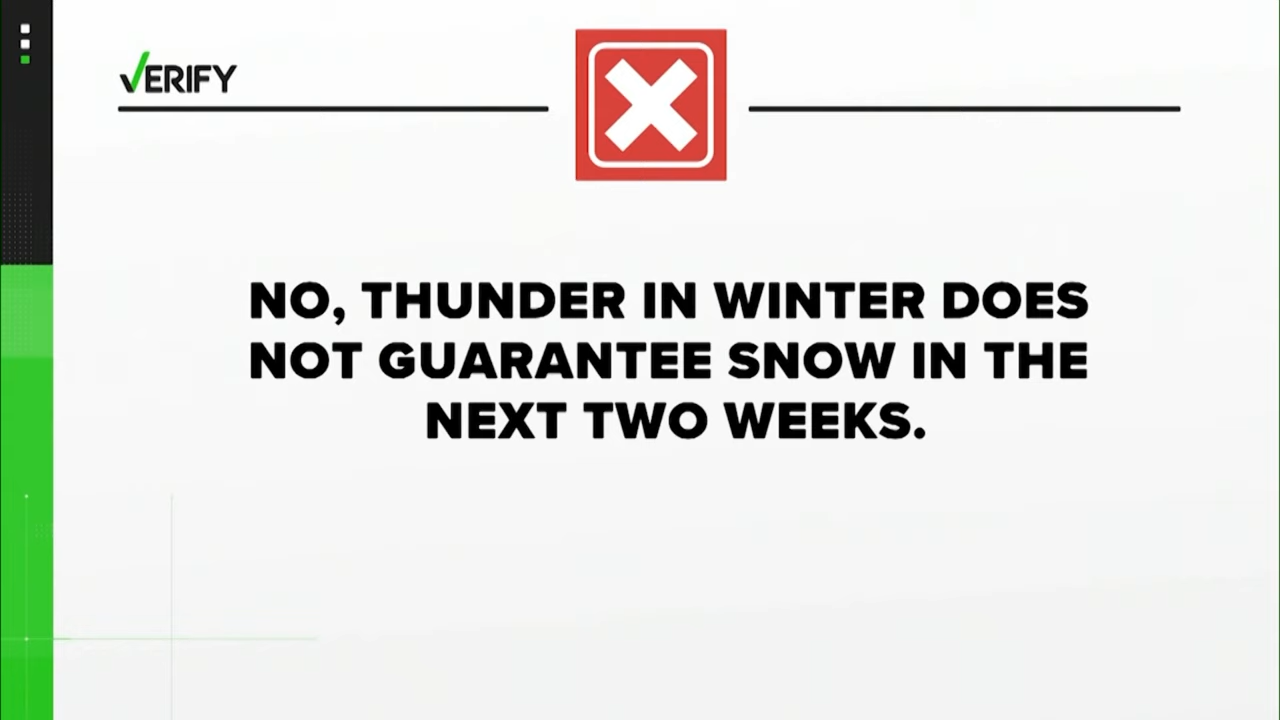 VERIFY
NO, THUNDER IN WINTER DOES
NOT GUARANTEE SNOW IN THE
NEXT TWO WEEKS.